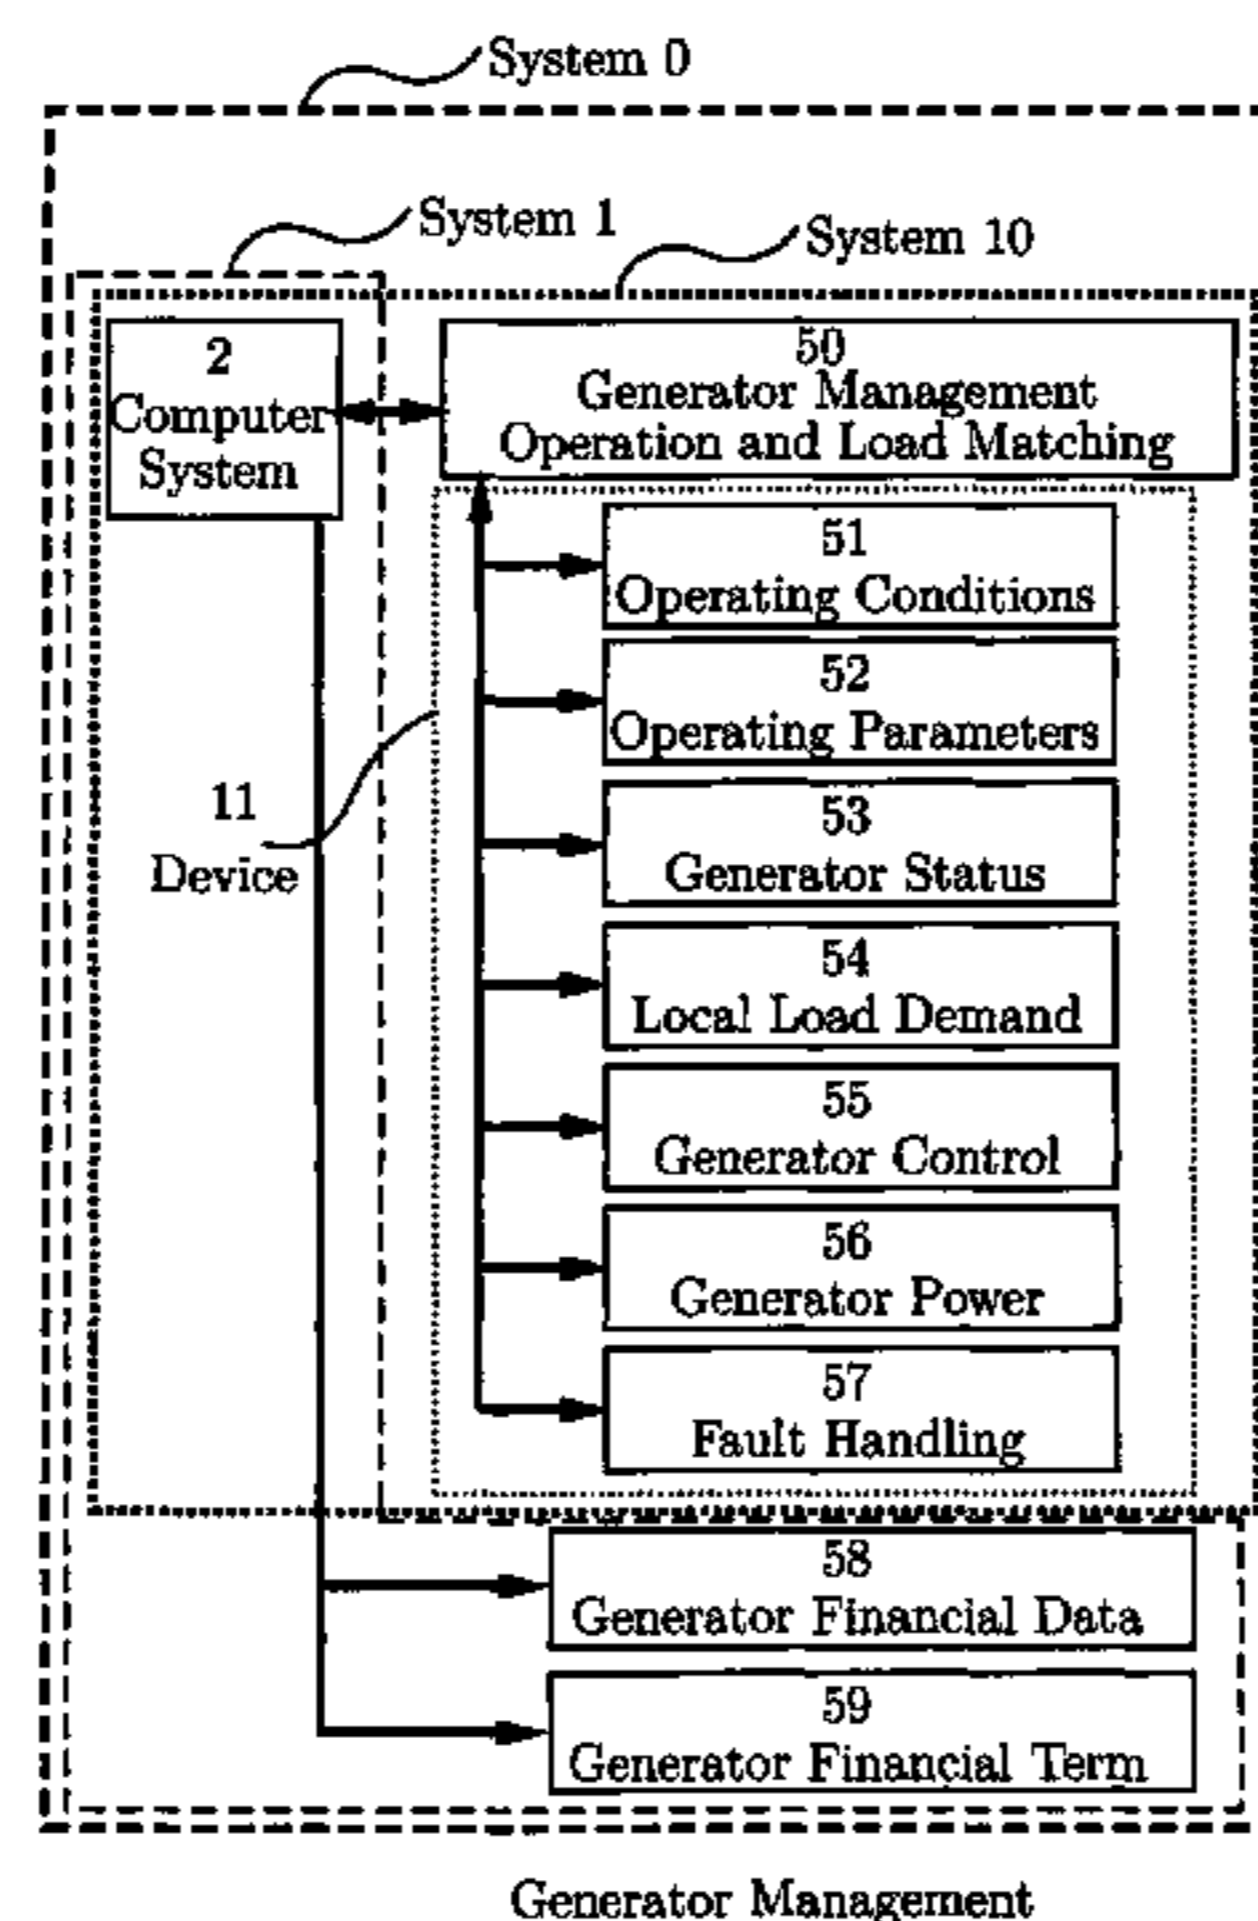 System 0
System 1
System 10
2
Computer
System
50
Generator Management
Operation and Load Matching
51
Operating Conditions
52
Operating Parameters
11
Device
53
Generator Status
54
Local Load Demand
55
Generator Control
56
Generator Power
57
Fault Handling
58
Generator Financial Data
59
Generator Financial Term
Generator Management